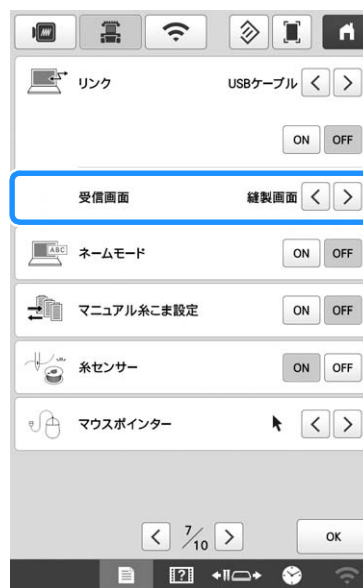 リンク USBケーブル
ON OFF
受信画面 縫製画面
ABC ネームモード ON OFF
マニュアル糸こま設定 ON OFF
糸センサー ON OFF
マウスポインター
7/10 OK